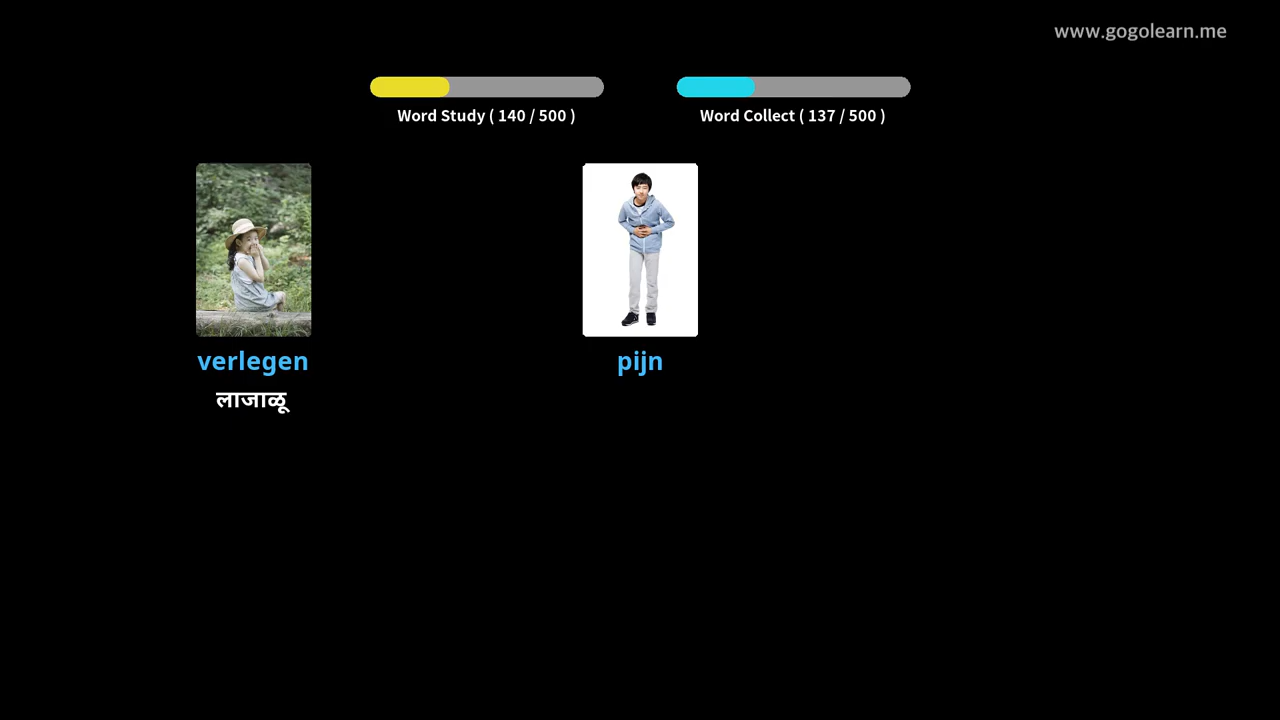 www.gogolearn.me
Word Study ( 140 / 500 )
Word Collect ( 137 / 500 )
verlegen
लाजाळू
pijn